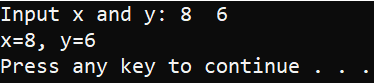 Input x and y: 8  6
x=8, y=6
Press any key to continue . . .